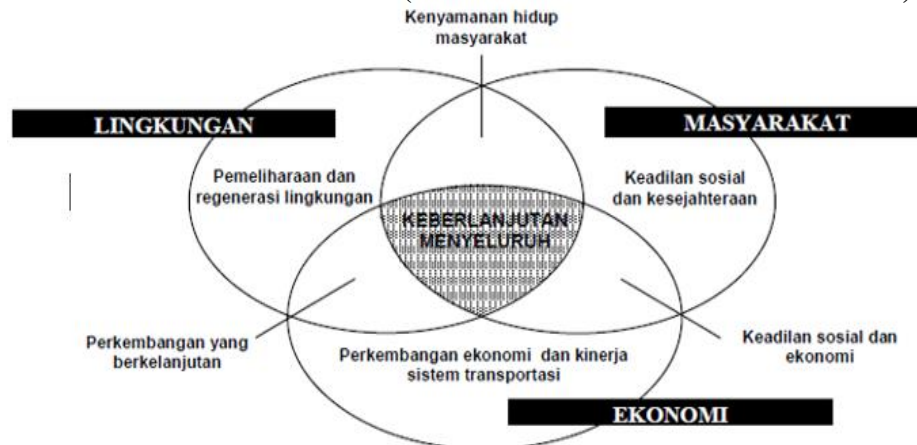 Kenyamanan hidup
masyarakat
LINGKUNGAN
MASYARAKAT
Pemeliharaan dan
regenerasi lingkungan
Keadilan sosial
dan kesejahteraan
KEBERLANJUTAN
MENYELURUH
Perkembangan yang
berkelanjutan
Perkembangan ekonomi dan kinerja
sistem transportasi
Keadilan sosial dan
ekonomi
EKONOMI